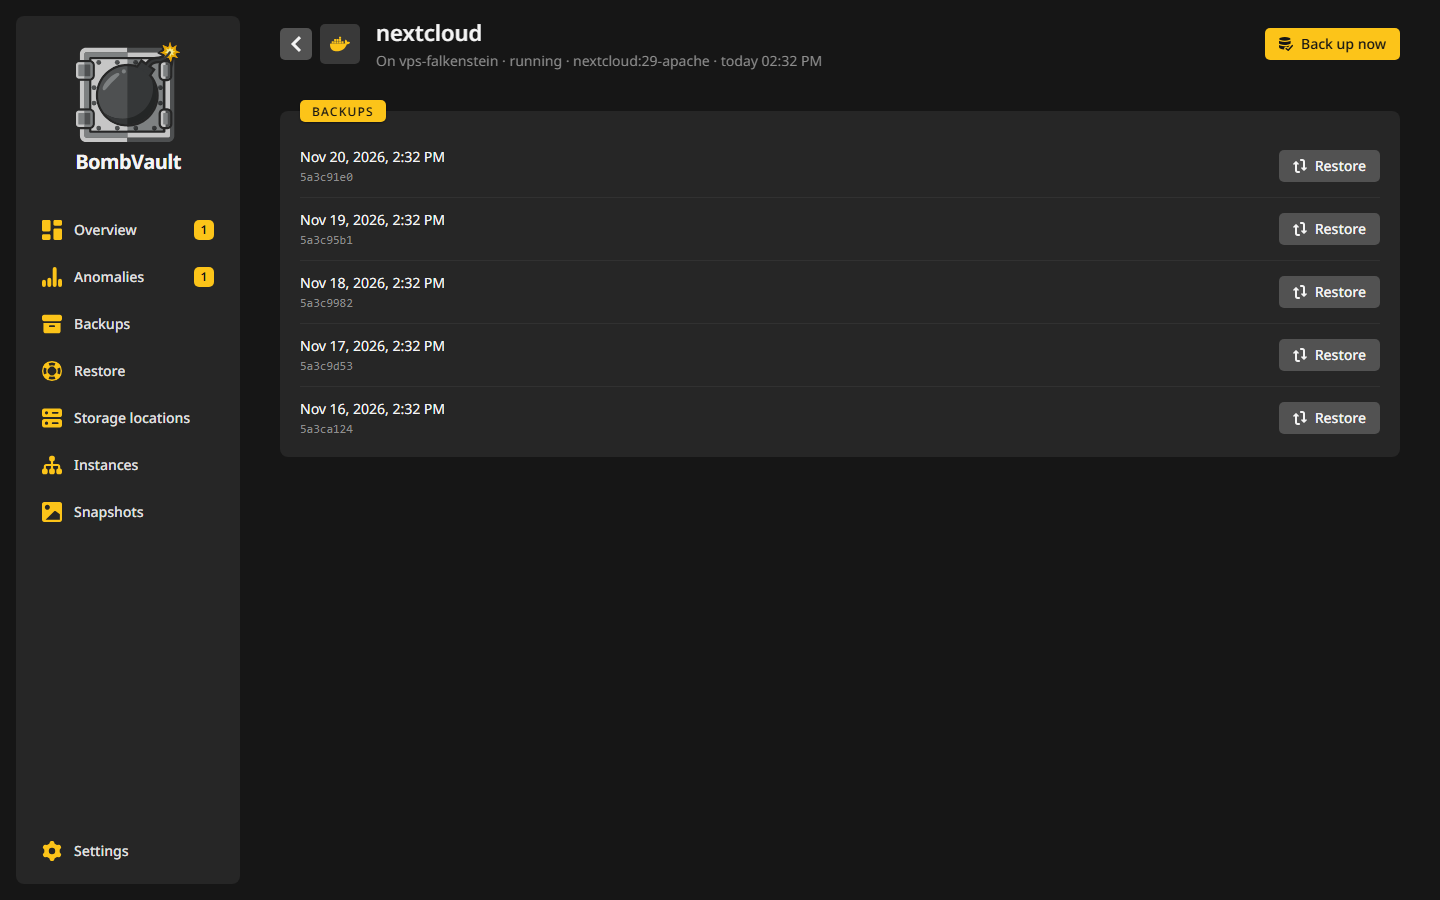 BombVault
Overview 1
Anomalies 1
Backups
Restore
Storage locations
Instances
Snapshots
Settings
nextcloud
On vps-falkenstein · running · nextcloud:29-apache · today 02:32 PM
Back up now
BACKUPS
Nov 20, 2026, 2:32 PM
5a3c91e0
Restore
Nov 19, 2026, 2:32 PM
5a3c95b1
Restore
Nov 18, 2026, 2:32 PM
5a3c9982
Restore
Nov 17, 2026, 2:32 PM
5a3c9d53
Restore
Nov 16, 2026, 2:32 PM
5a3ca124
Restore